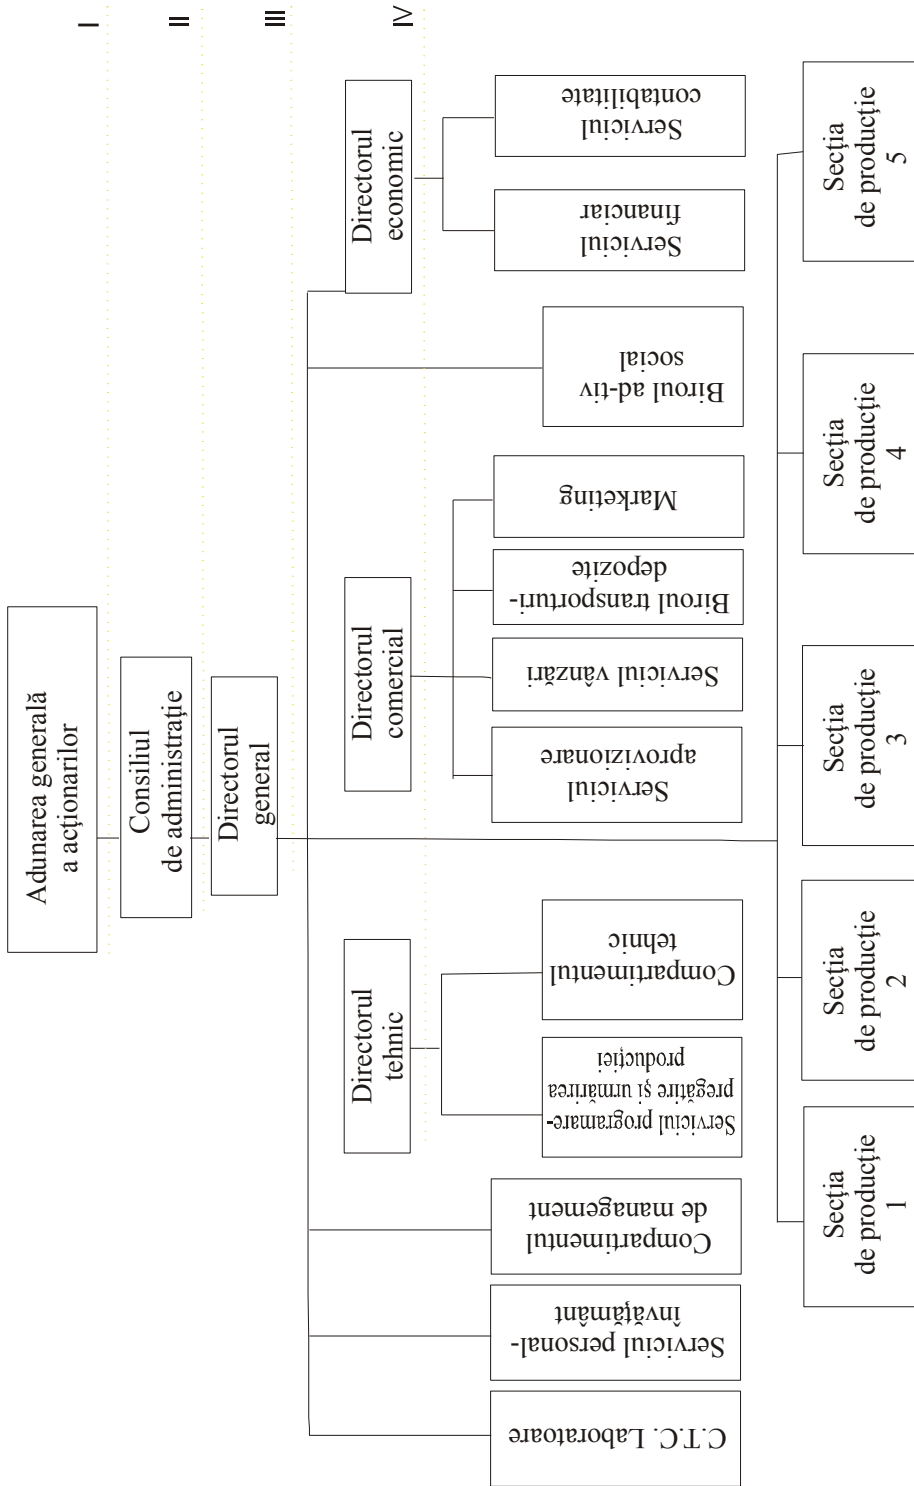 Adunarea generală
a acționarilor
I
Consiliul
de administrație
II
Directorul
general
III
Directorul
tehnic
Directorul
comercial
Directorul
economic
IV
C.T.C. Laboratoare
Serviciul personal-
învățământ
Compartimentul
de management
Serviciul programare-
pregătire și urmărirea
producției
Compartimentul
tehnic
Serviciul
aprovizionare
Serviciul vânzări
Biroul transporturi-
depozite
Marketing
Biroul ad-tiv
social
Serviciul
financiar
Serviciul
contabilitate
Secția
de producție
1
Secția
de producție
2
Secția
de producție
3
Secția
de producție
4
Secția
de producție
5